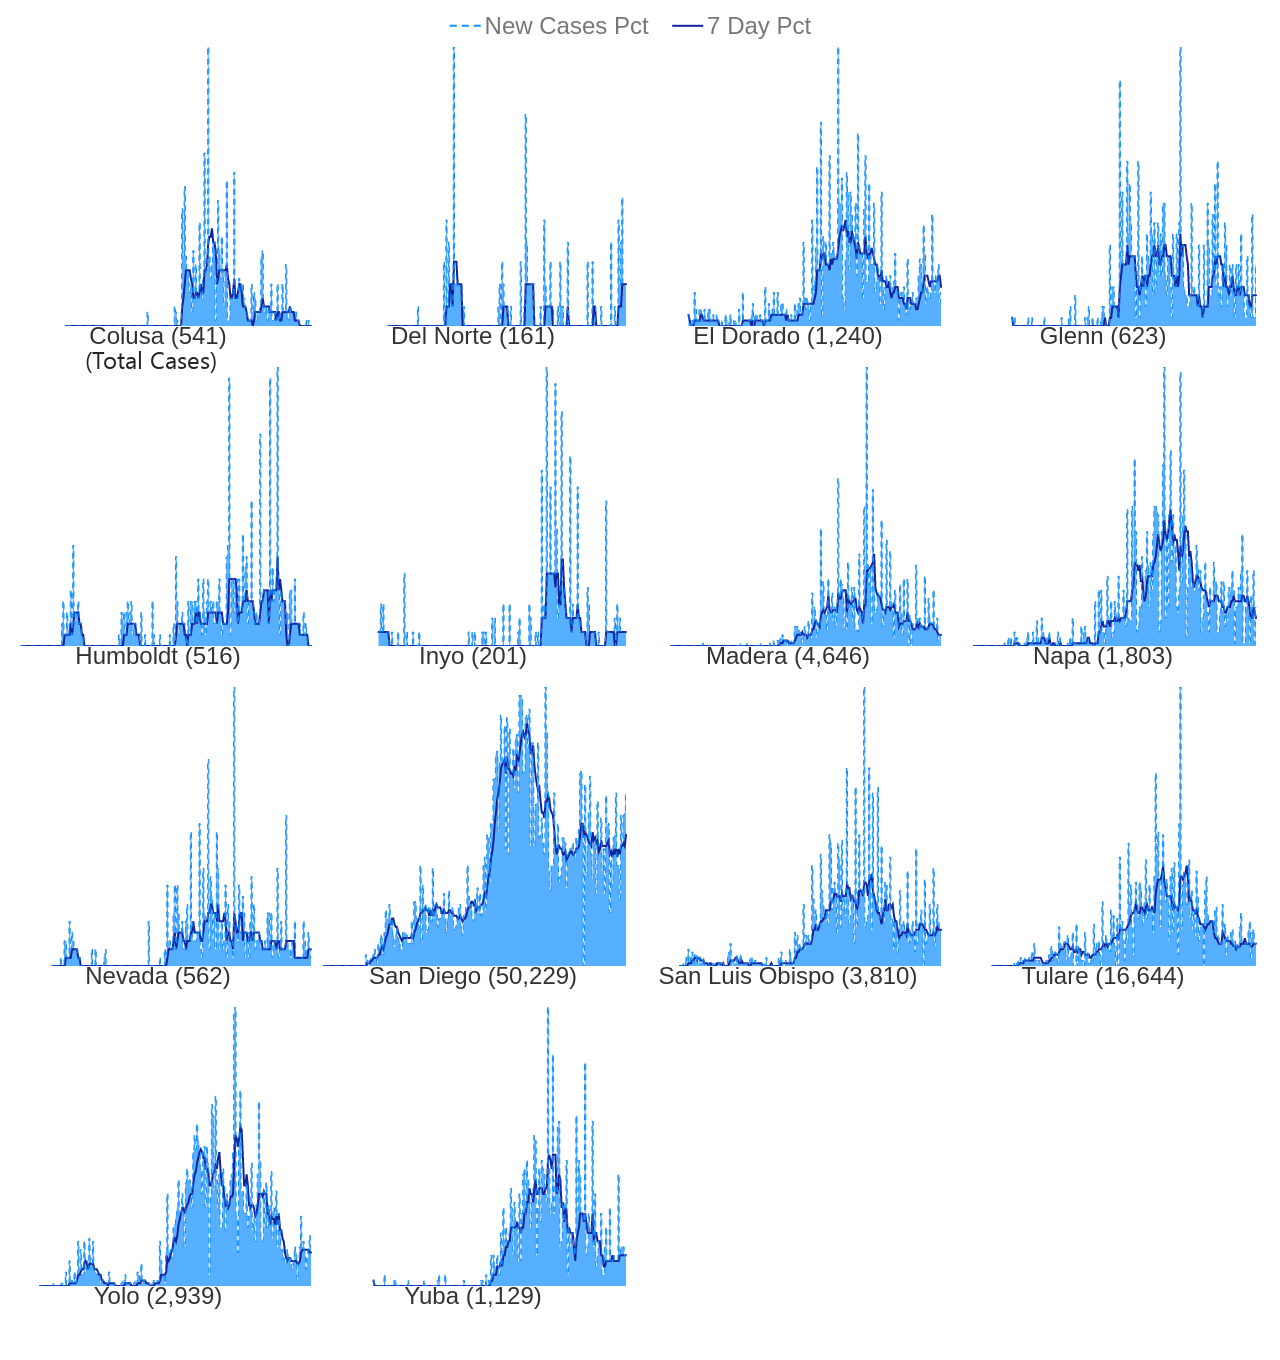 New Cases Pct 7 Day Pct
Colusa (541) Del Norte (161) El Dorado (1,240) Glenn (623)
(Total Cases)
Humboldt (516) Inyo (201) Madera (4,646) Napa (1,803)
Nevada (562) San Diego (50,229) San Luis Obispo (3,810) Tulare (16,644)
Yolo (2,939) Yuba (1,129)